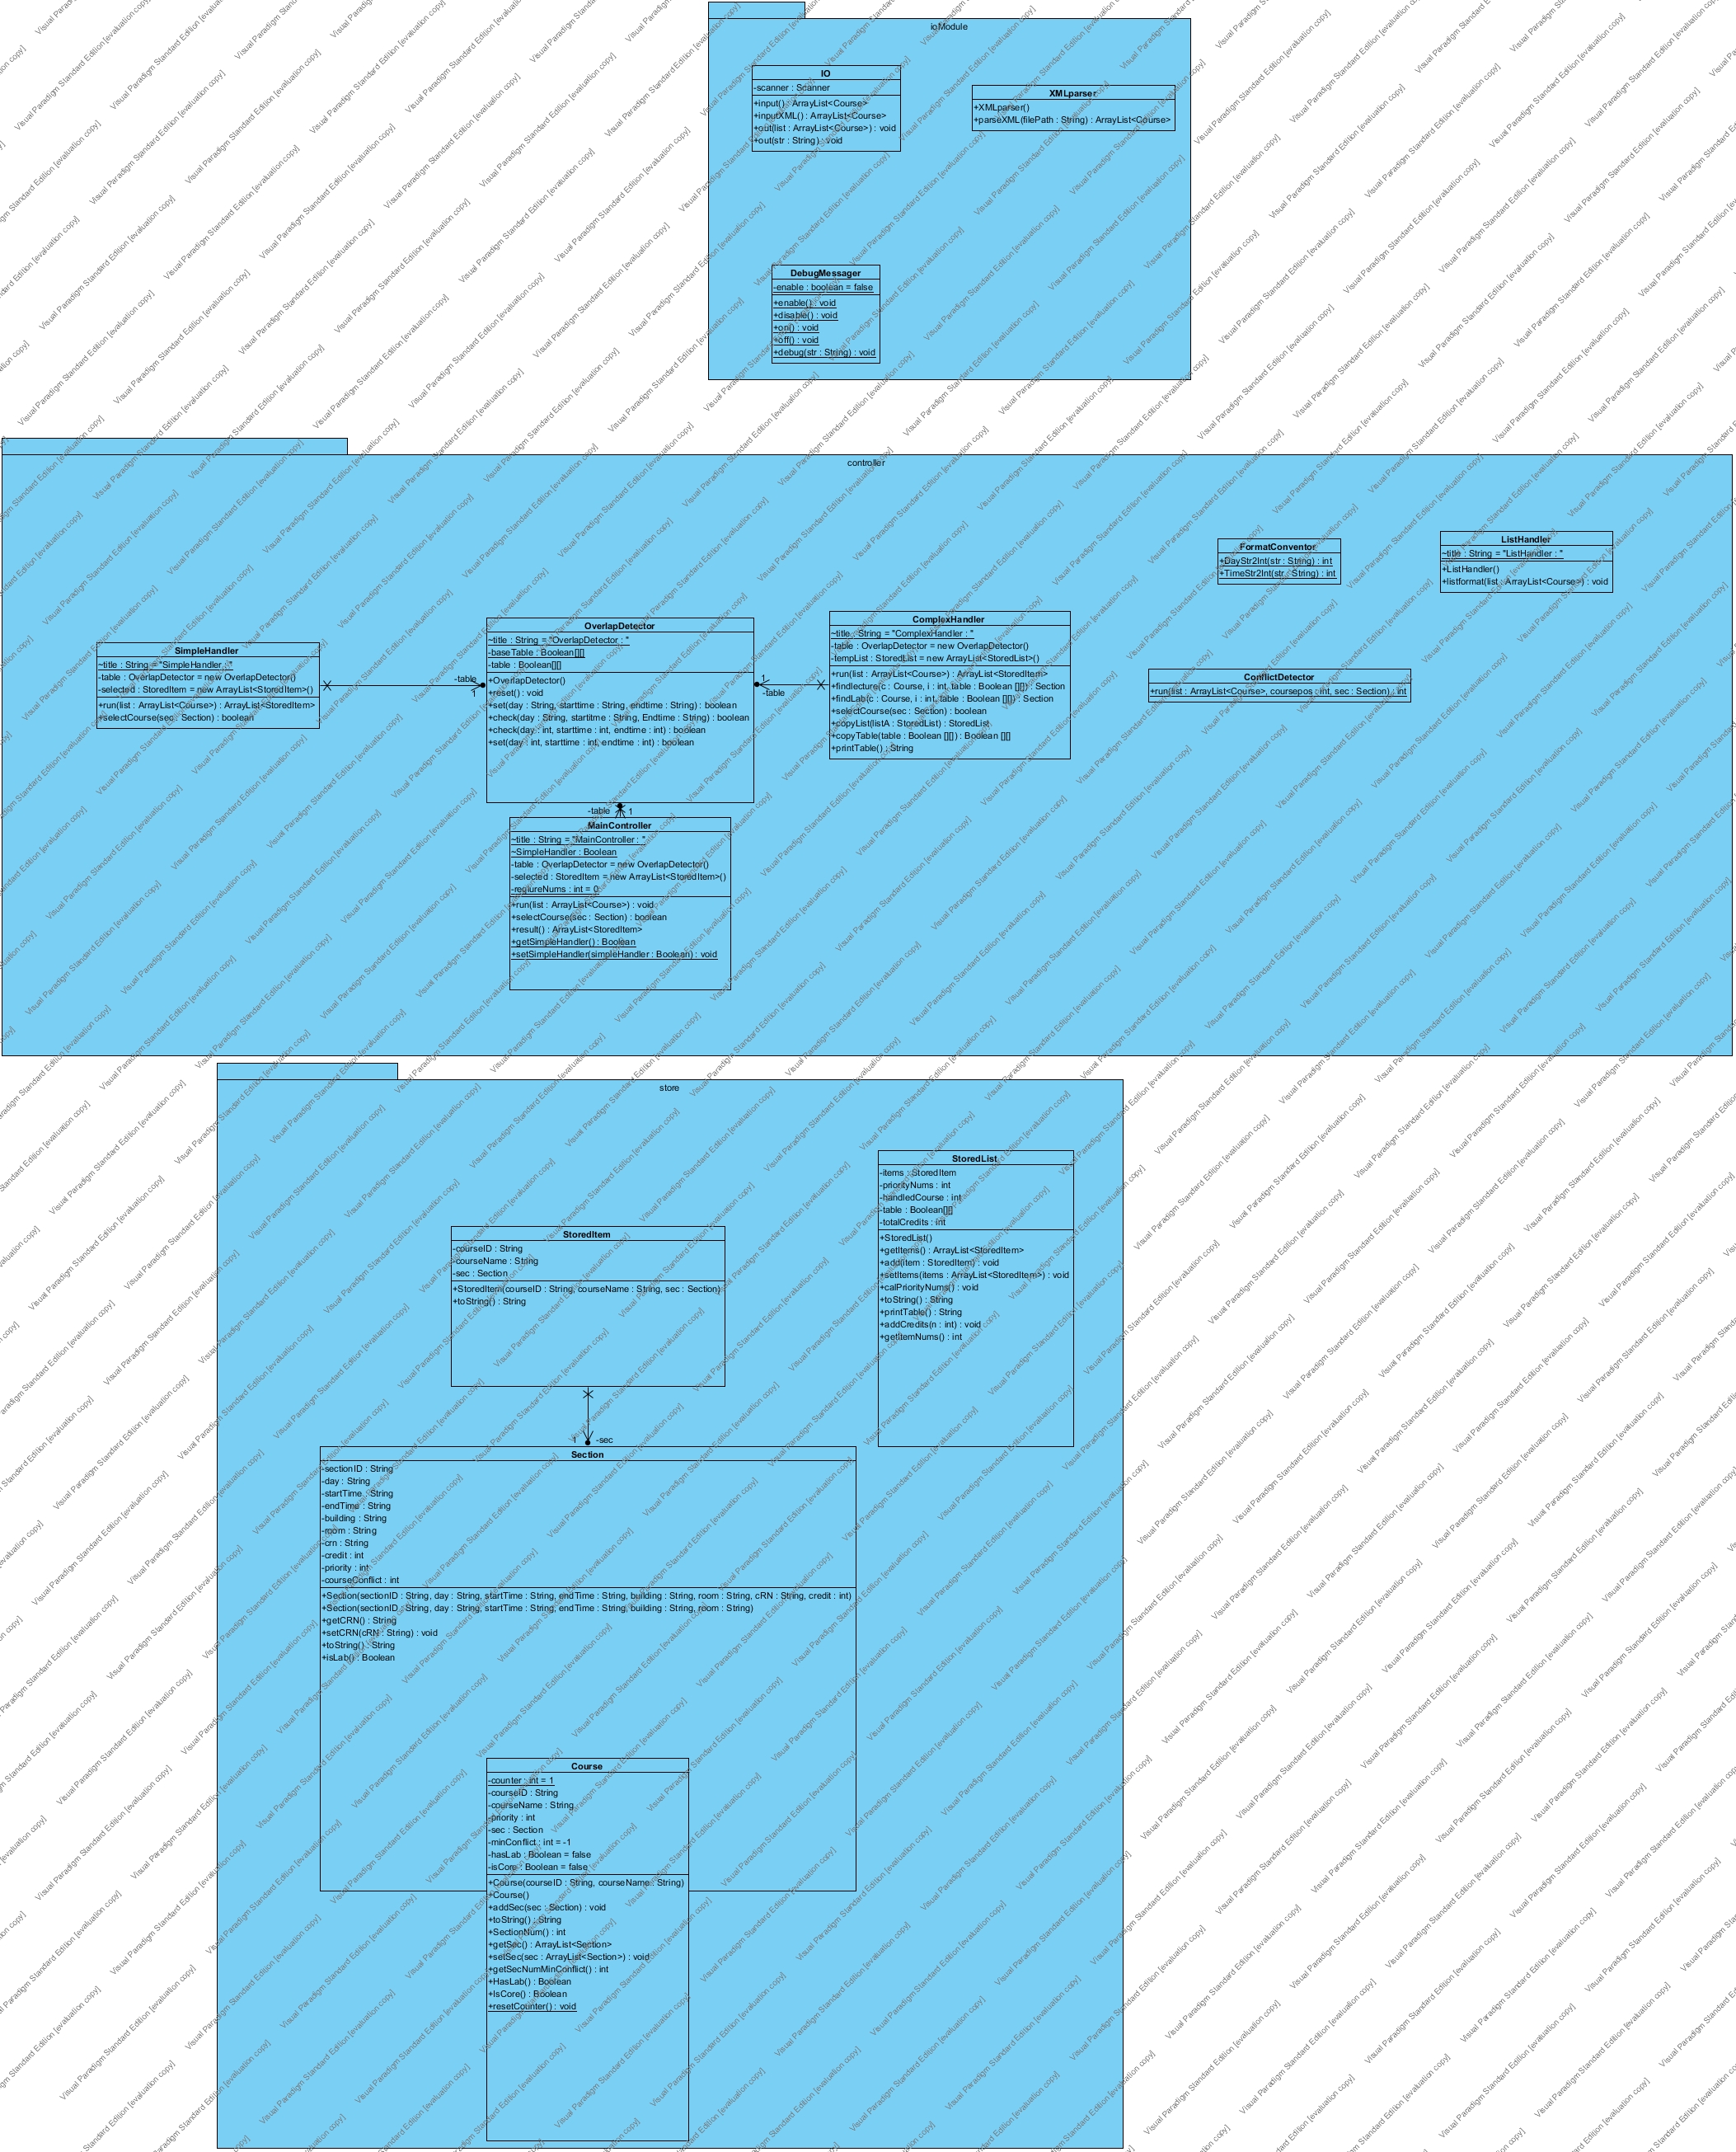 ioModule
IO
-scanner : Scanner
+input() : ArrayList<Course>
+inputXML() : ArrayList<Course>
+out(list : ArrayList<Course>) : void
+out(str : String) : void
XMLparser
+XMLparser()
+parseXML(filePath : String) : ArrayList<Course>
DebugMessager
-enable : boolean = false
+enable() : void
+disable() : void
+on() : void
+off() : void
+debug(str : String) : void
controller
SimpleHandler
~title : String = "SimpleHandler : "
-table : OverlapDetector = new OverlapDetector()
-selected : StoredItem = new ArrayList<StoredItem>()
+run(list : ArrayList<Course>) : ArrayList<StoredItem>
+selectCourse(sec : Section) : boolean
-table
1
OverlapDetector
~title : String = "OverlapDetector : "
-baseTable : Boolean[][]
-table : Boolean[][]
+OverlapDetector()
+reset() : void
+set(day : String, starttime : String, endtime : String) : boolean
+check(day : String, startitme : String, Endtime : String) : boolean
+check(day : int, starttime : int, endtime : int) : boolean
+set(day : int, starttime : int, endtime : int) : boolean
1
-table
ComplexHandler
~title : String = "ComplexHandler : "
-table : OverlapDetector = new OverlapDetector()
-tempList : StoredList = new ArrayList<StoredList>()
+run(list : ArrayList<Course>) : ArrayList<StoredItem>
+findlecture(c : Course, i : int, table : Boolean [][]) : Section
+findLab(c : Course, i : int, table : Boolean [][]) : Section
+selectCourse(sec : Section) : boolean
+copyList(listA : StoredList) : StoredList
+copyTable(table : Boolean [][]) : Boolean [][]
+printTable() : String
FormatConventor
+DayStr2Int(str : String) : int
+TimeStr2Int(str : String) : int
ListHandler
~title : String = "ListHandler : "
+ListHandler()
+listformat(list : ArrayList<Course>) : void
ConflictDetector
+run(list : ArrayList<Course>, coursepos : int, sec : Section) : int
-table
1
MainController
~title : String = "MainController : "
~SimpleHandler : Boolean
-table : OverlapDetector = new OverlapDetector()
-selected : StoredItem = new ArrayList<StoredItem>()
-reqiureNums : int = 0
+run(list : ArrayList<Course>) : void
+selectCourse(sec : Section) : boolean
+result() : ArrayList<StoredItem>
+getSimpleHandler() : Boolean
+setSimpleHandler(simpleHandler : Boolean) : void
store
StoredItem
-courseID : String
-courseName : String
-sec : Section
+StoredItem(courseID : String, courseName : String, sec : Section)
+toString() : String
StoredList
-items : StoredItem
-priorityNums : int
-handledCourse : int
-table : Boolean[][]
-totalCredits : int
+StoredList()
+getItems() : ArrayList<StoredItem>
+add(item : StoredItem) : void
+setItems(items : ArrayList<StoredItem>) : void
+calPriorityNums() : void
+toString() : String
+printTable() : String
+addCredits(n : int) : void
+getItemNums() : int
1
-sec
Section
-sectionID : String
-day : String
-startTime : String
-endTime : String
-building : String
-room : String
-crn : String
-credit : int
-priority : int
-courseConflict : int
+Section(sectionID : String, day : String, startTime : String, endTime : String, building : String, room : String, cRN : String, credit : int)
+Section(sectionID : String, day : String, startTime : String, endTime : String, building : String, room : String)
+getCRN() : String
+setCRN(cRN : String) : void
+toString() : String
+isLab() : Boolean
Course
-counter : int = 1
-courseID : String
-courseName : String
-priority : int
-sec : Section
-minConflict : int = -1
-hasLab : Boolean = false
-isCore : Boolean = false
+Course(courseID : String, courseName : String)
+Course()
+addSec(sec : Section) : void
+toString() : String
+SectionNum() : int
+getSec() : ArrayList<Section>
+setSec(sec : ArrayList<Section>) : void
+getSecNumMinConflict() : int
+HasLab() : Boolean
+IsCore() : Boolean
+resetCounter() : void
Visual Paradigm Standard Edition [evaluation copy]